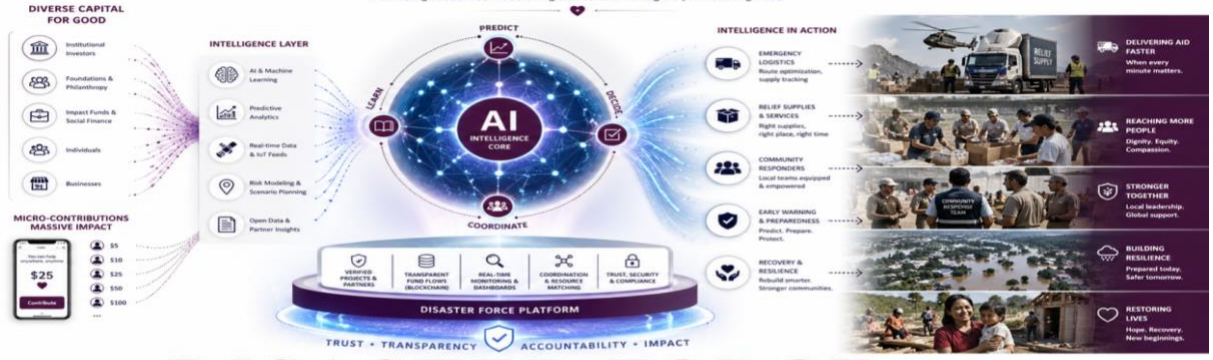 DIVERSE CAPITAL
FOR GOOD
Institutional
Investors
Foundations &
Philanthropy
Impact Funds &
Social Finance
Individuals
Businesses
MICRO-CONTRIBUTIONS
MASSIVE IMPACT
$25
Contribute
$5
$10
$25
$50
$100
...
INTELLIGENCE LAYER
AI & Machine
Learning
Predictive
Analytics
Real-time Data
& IoT Feeds
Risk Modeling &
Scenario Planning
Open Data &
Partner Insights
PREDICT
LEARN
DECIDE
COORDINATE
AI
INTELLIGENCE
CORE
VERIFIED
PROJECTS &
PARTNERS
TRANSPARENT
FUND FLOWS
(BLOCKCHAIN)
REAL-TIME
MONITORING &
DASHBOARDS
COORDINATION
& RESOURCE
MATCHING
TRUST, SECURITY
& COMPLIANCE
DISASTER FORCE PLATFORM
TRUST • TRANSPARENCY ACCOUNTABILITY • IMPACT
INTELLIGENCE IN ACTION
EMERGENCY
LOGISTICS
Route optimization,
supply tracking
RELIEF SUPPLIES
& SERVICES
Right supplies,
right place, right time
COMMUNITY
RESPONDERS
Local teams equipped
& empowered
EARLY WARNING
& PREPAREDNESS
Predict. Prepare.
Protect.
RECOVERY &
RESILIENCE
Rebuild smarter.
Stronger communities.
RELIEF
SUPPLY
COMMUNITY
RESPONSE
TEAM
DELIVERING AID
FASTER
When every
minute matters.
REACHING MORE
PEOPLE
Dignity. Equity.
Compassion.
STRONGER
TOGETHER
Local leadership.
Global support.
BUILDING
RESILIENCE
Prepared today.
Safer tomorrow.
RESTORING
LIVES
Hope. Recovery.
New beginnings.